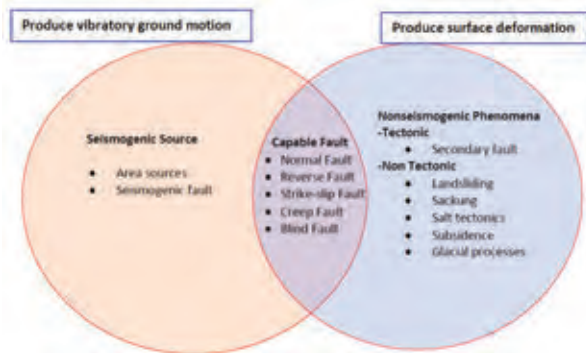 Produce vibratory ground motion
Produce surface deformation
Seismogenic Source
● Area sources
● Seismogenic fault
Capable Fault
● Normal Fault
● Reverse Fault
● Strike-slip Fault
● Creep Fault
● Blind Fault
Nonseismogenic Phenomena
-Tectonic
● Secondary fault
-Non Tectonic
● Landsliding
● Sackung
● Salt tectonics
● Subsidence
● Glacial processes